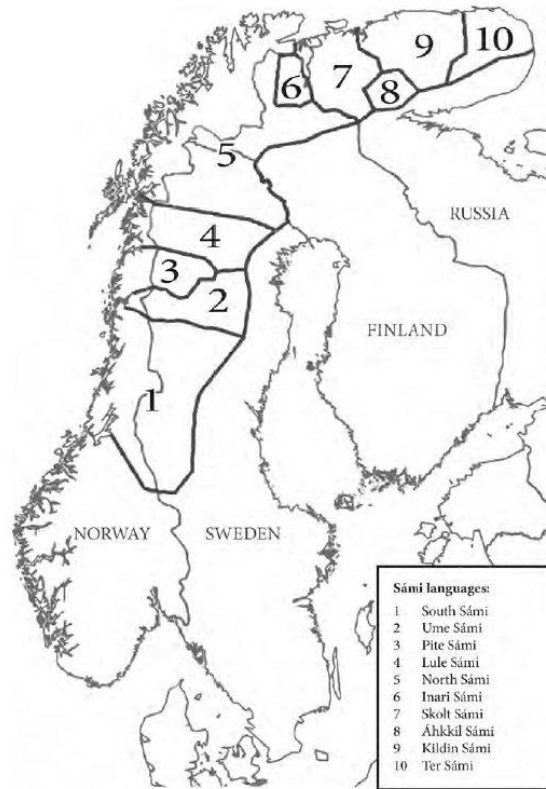 10
9
7
6
8
5
RUSSIA
4
3
2
FINLAND
1
NORWAY
SWEDEN
Sámi languages:
1 South Sámi
2 Ume Sámi
3 Pite Sámi
4 Lule Sámi
5 North Sámi
6 Inari Sámi
7 Skolt Sámi
8 Áhkkil Sámi
9 Kildin Sámi
10 Ter Sámi